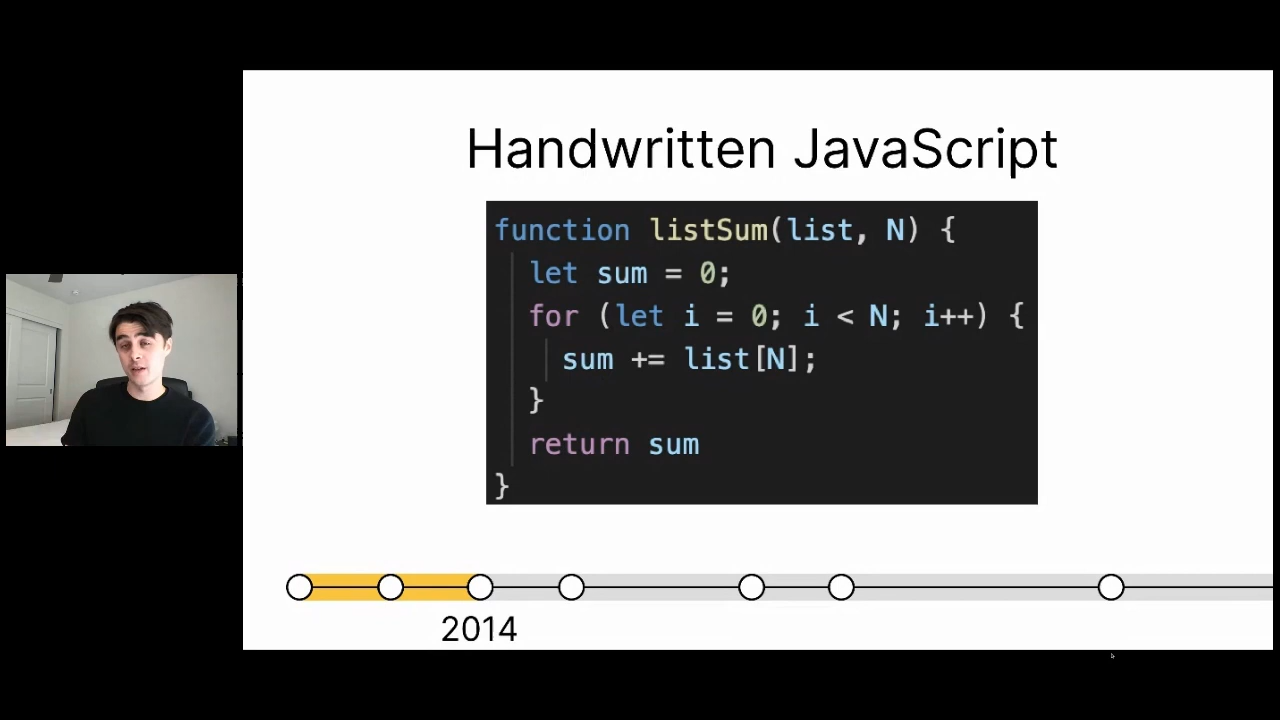 Handwritten JavaScript
function listSum(list, N) {
let sum = 0;
for (let i = 0; i < N; i++) {
sum += list[N];
}
return sum
}
2014